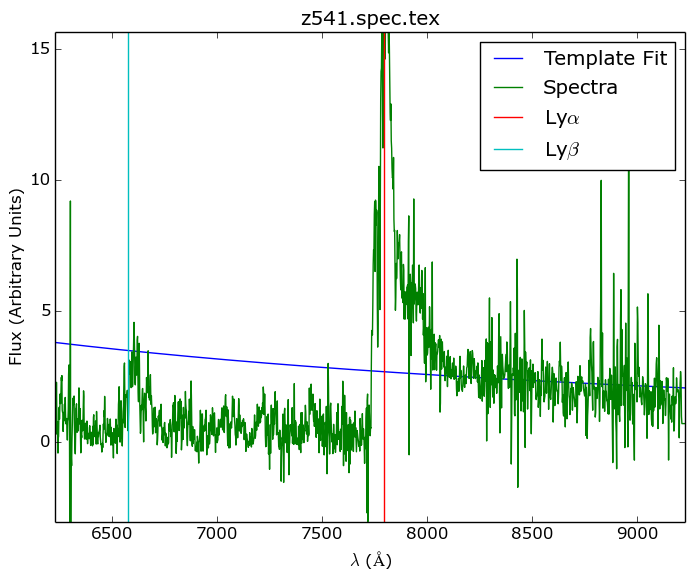 z541.spec.tex
Template Fit
Spectra
Lyα
Lyβ
Flux (Arbitrary Units)
15
10
5
0
6500 7000 7500 8000 8500 9000
λ (Å)